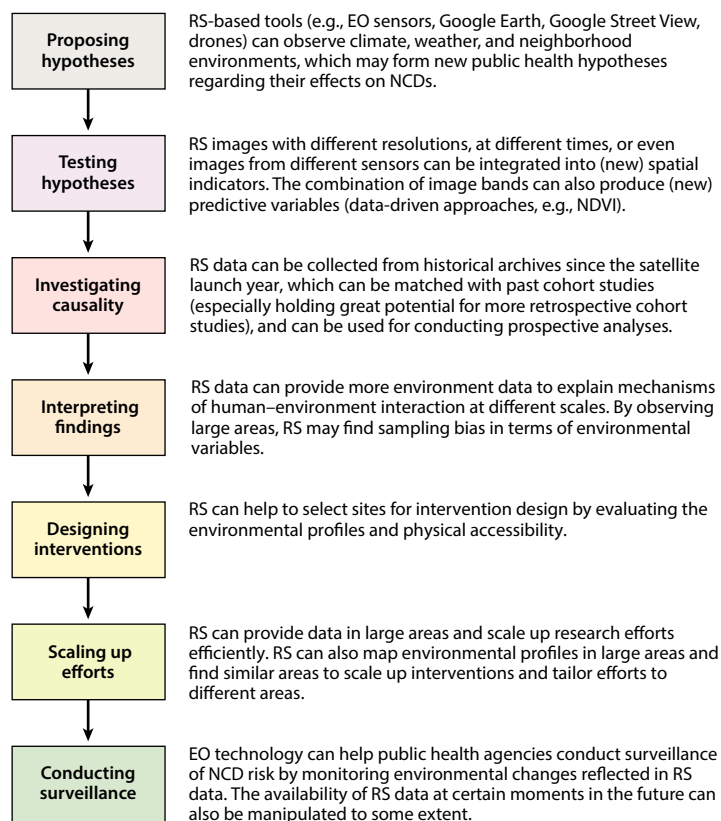 Proposing
hypotheses
RS-based tools (e.g., EO sensors, Google Earth, Google Street View,
drones) can observe climate, weather, and neighborhood
environments, which may form new public health hypotheses
regarding their effects on NCDs.
Testing
hypotheses
RS images with different resolutions, at different times, or even
images from different sensors can be integrated into (new) spatial
indicators. The combination of image bands can also produce (new)
predictive variables (data-driven approaches, e.g., NDVI).
Investigating
causality
RS data can be collected from historical archives since the satellite
launch year, which can be matched with past cohort studies
(especially holding great potential for more retrospective cohort
studies), and can be used for conducting prospective analyses.
Interpreting
findings
RS data can provide more environment data to explain mechanisms
of human–environment interaction at different scales. By observing
large areas, RS may find sampling bias in terms of environmental
variables.
Designing
interventions
RS can help to select sites for intervention design by evaluating the
environmental profiles and physical accessibility.
Scaling up
efforts
RS can provide data in large areas and scale up research efforts
efficiently. RS can also map environmental profiles in large areas and
find similar areas to scale up interventions and tailor efforts to
different areas.
Conducting
surveillance
EO technology can help public health agencies conduct surveillance
of NCD risk by monitoring environmental changes reflected in RS
data. The availability of RS data at certain moments in the future can
also be manipulated to some extent.